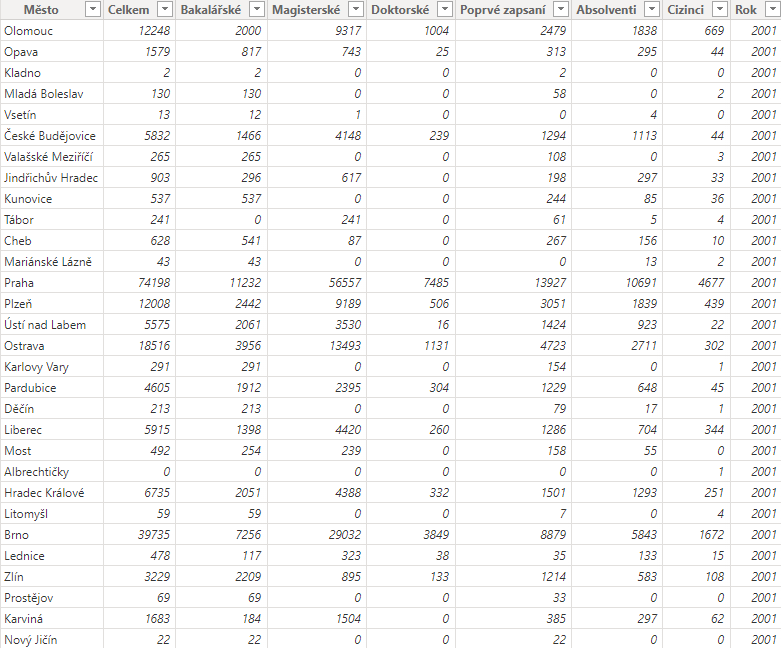 Město Celkem Bakalářské Magisterské Doktorské Poprvé zapsaní Absolventi Cizinci Rok
Olomouc 12248 2000 9317 1004 2479 1838 669 2001
Opava 1579 817 743 25 313 295 44 2001
Kladno 2 2 0 0 2 0 0 2001
Mladá Boleslav 130 130 0 0 58 0 2 2001
Vsetín 13 12 1 0 0 4 0 2001
České Budějovice 5832 1466 4148 239 1294 1113 44 2001
Valašské Meziříčí 265 265 0 0 108 0 3 2001
Jindřichův Hradec 903 296 617 0 198 297 33 2001
Kunovice 537 537 0 0 244 85 36 2001
Tábor 241 0 241 0 61 5 4 2001
Cheb 628 541 87 0 267 156 10 2001
Mariánské Lázně 43 43 0 0 0 13 2 2001
Praha 74198 11232 56557 7485 13927 10691 4677 2001
Plzeň 12008 2442 9189 506 3051 1839 439 2001
Ústí nad Labem 5575 2061 3530 16 1424 923 22 2001
Ostrava 18516 3956 13493 1131 4723 2711 302 2001
Karlovy Vary 291 291 0 0 154 0 1 2001
Pardubice 4605 1912 2395 304 1229 648 45 2001
Děčín 213 213 0 0 79 17 1 2001
Liberec 5915 1398 4420 260 1286 704 344 2001
Most 492 254 239 0 158 55 0 2001
Albrechtičky 0 0 0 0 0 0 1 2001
Hradec Králové 6735 2051 4388 332 1501 1293 251 2001
Litomyšl 59 59 0 0 7 0 4 2001
Brno 39735 7256 29032 3849 8879 5843 1672 2001
Lednice 478 117 323 38 35 133 15 2001
Zlín 3229 2209 895 133 1214 583 108 2001
Prostějov 69 69 0 0 33 0 0 2001
Karviná 1683 184 1504 0 385 297 62 2001
Nový Jičín 22 22 0 0 22 0 0 2001